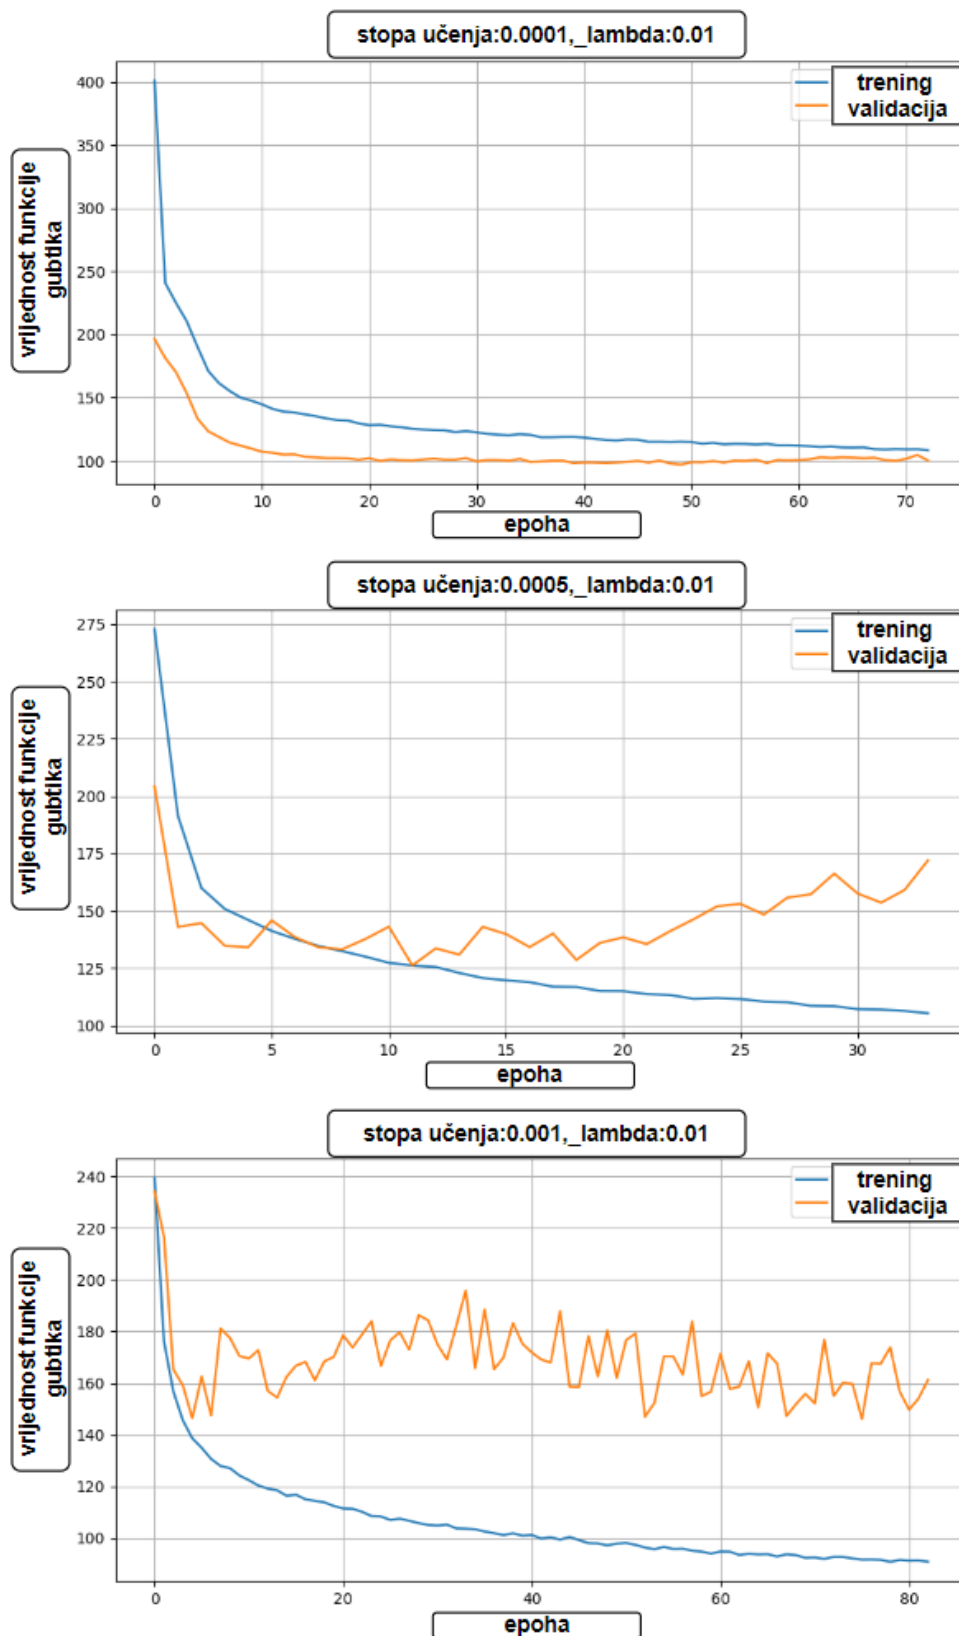 stopa učenja:0.0001,_lambda:0.01
trening
validacija
vrijednost funkcije
gubtika
400
350
300
250
200
150
100
0 10 20 30 40 50 60 70
epoha
stopa učenja:0.0005,_lambda:0.01
trening
validacija
vrijednost funkcije
gubtika
275
250
225
200
175
150
125
100
0 5 10 15 20 25 30
epoha
stopa učenja:0.001,_lambda:0.01
trening
validacija
vrijednost funkcije
gubtika
240
220
200
180
160
140
120
100
0 20 40 60 80
epoha